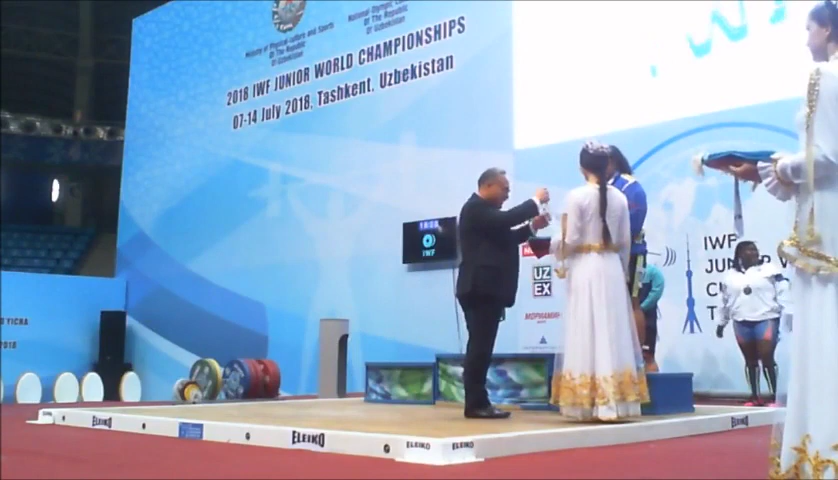 Ministry of Physical culture and Sports
Of The Republic
Of Uzbekistan
National Olympic
Of The Republic
Of Uzbekistan
2018 IWF JUNIOR WORLD CHAMPIONSHIPS
07-14 July 2018, Tashkent, Uzbekistan
IWF
UZ
EX
IWF
JUNIOR W
2018
ELEIKO
ELEIKO
ELEIKO
ELEIKO
ELEIKO